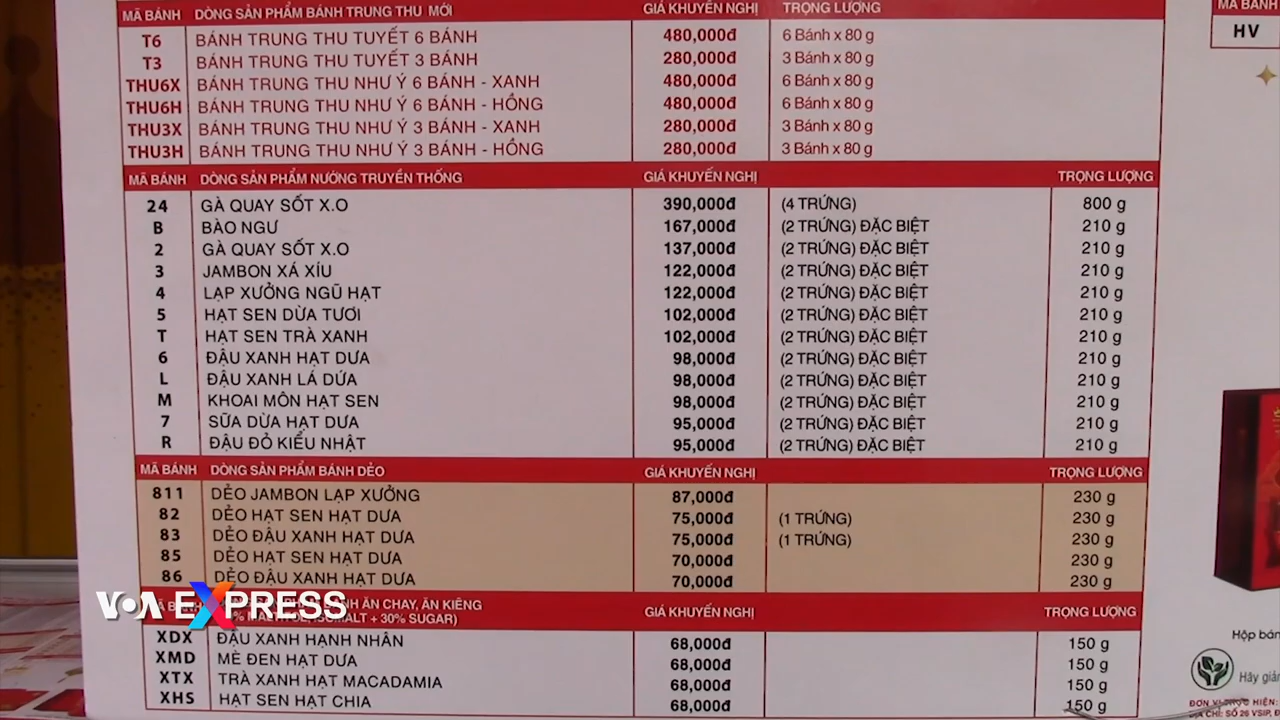 MÃ BÁNH DÒNG SẢN PHẨM BÁNH TRUNG THU MỚI GIÁ KHUYẾN NGHỊ TRỌNG LƯỢNG
T6 BÁNH TRUNG THU TUYẾT 6 BÁNH 480,000đ 6 Bánh x 80 g
T3 BÁNH TRUNG THU TUYẾT 3 BÁNH 280,000đ 3 Bánh x 80 g
THU6X BÁNH TRUNG THU NHƯ Ý 6 BÁNH - XANH 480,000đ 6 Bánh x 80 g
THU6H BÁNH TRUNG THU NHƯ Ý 6 BÁNH - HỒNG 480,000đ 6 Bánh x 80 g
THU3X BÁNH TRUNG THU NHƯ Ý 3 BÁNH - XANH 280,000đ 3 Bánh x 80 g
THU3H BÁNH TRUNG THU NHƯ Ý 3 BÁNH - HỒNG 280,000đ 3 Bánh x 80 g
MÃ BÁNH DÒNG SẢN PHẨM NƯỚNG TRUYỀN THỐNG GIÁ KHUYẾN NGHỊ TRỌNG LƯỢNG
24 GÀ QUAY SỐT X.O 390,000đ (4 TRỨNG) 800 g
B BÀO NGƯ 167,000đ (2 TRỨNG) ĐẶC BIỆT 210 g
2 GÀ QUAY SỐT X.O 137,000đ (2 TRỨNG) ĐẶC BIỆT 210 g
3 JAMBON XÁ XÍU 122,000đ (2 TRỨNG) ĐẶC BIỆT 210 g
4 LẠP XƯỞNG NGŨ HẠT 122,000đ (2 TRỨNG) ĐẶC BIỆT 210 g
5 HẠT SEN DỪA TƯƠI 102,000đ (2 TRỨNG) ĐẶC BIỆT 210 g
T HẠT SEN TRÀ XANH 102,000đ (2 TRỨNG) ĐẶC BIỆT 210 g
6 ĐẬU XANH HẠT DƯA 98,000đ (2 TRỨNG) ĐẶC BIỆT 210 g
L ĐẬU XANH LÁ DỨA 98,000đ (2 TRỨNG) ĐẶC BIỆT 210 g
M KHOAI MÔN HẠT SEN 98,000đ (2 TRỨNG) ĐẶC BIỆT 210 g
7 SỮA DỪA HẠT DƯA 95,000đ (2 TRỨNG) ĐẶC BIỆT 210 g
R ĐẬU ĐỎ KIỂU NHẬT 95,000đ (2 TRỨNG) ĐẶC BIỆT 210 g
MÃ BÁNH DÒNG SẢN PHẨM BÁNH DẺO GIÁ KHUYẾN NGHỊ TRỌNG LƯỢNG
811 DẺO JAMBON LẠP XƯỞNG 87,000đ 230 g
82 DẺO HẠT SEN HẠT DƯA 75,000đ (1 TRỨNG) 230 g
83 DẺO ĐẬU XANH HẠT DƯA 75,000đ (1 TRỨNG) 230 g
85 DẺO HẠT SEN HẠT DƯA 70,000đ 230 g
86 DẺO ĐẬU XANH HẠT DƯA 70,000đ 230 g
MÃ BÁNH ĂN CHAY, ĂN KIÊNG GIÁ KHUYẾN NGHỊ TRỌNG LƯỢNG
+ 30% SUGAR)
XDX ĐẬU XANH HẠNH NHÂN 68,000đ 150 g
XMD MÈ ĐEN HẠT DƯA 68,000đ 150 g
XTX TRÀ XANH HẠT MACADAMIA 68,000đ 150 g
XHS HẠT SEN HẠT CHIA 68,000đ 150 g
VOA EXPRESS
MÃ BÁNH
HV
Hộp bán
Hãy giản
ĐƠN VỊ THỰC HIỆN:
ĐỊA CHỈ: SỐ 26 VSIP,